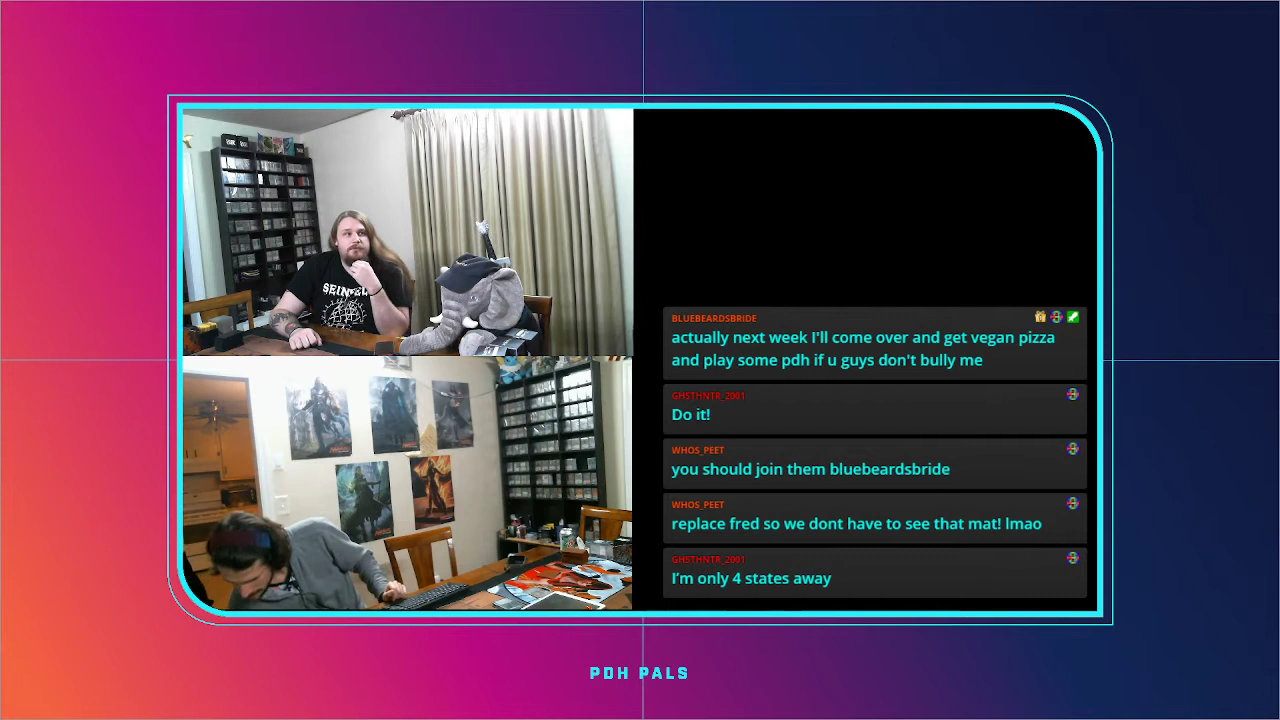 SEINFEL
BLUEBEARDSBRIDE
actually next week I'll come over and get vegan pizza
and play some pdh if u guys don't bully me
GHSTHNTR_2001
Do it!
WHOS_PEET
you should join them bluebeardsbride
WHOS_PEET
replace fred so we dont have to see that mat! lmao
GHSTHNTR_2001
I'm only 4 states away
PDH PALS